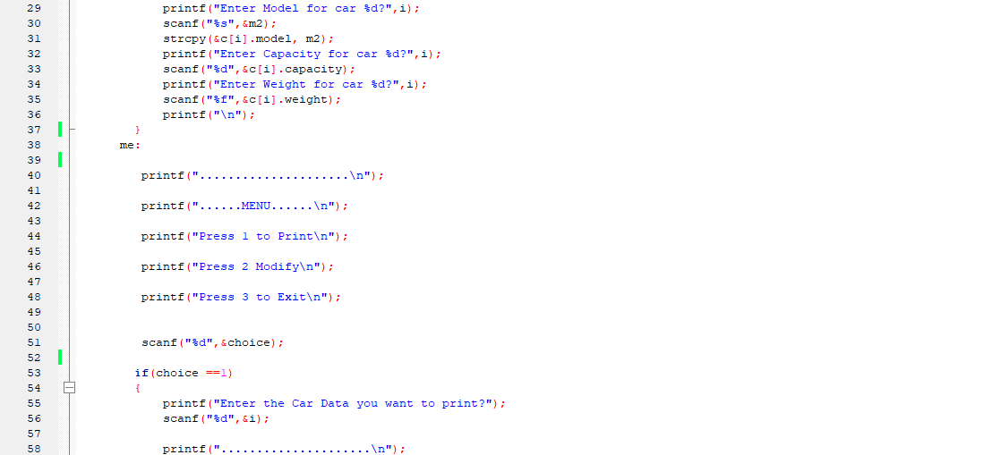 29 printf("Enter Model for car %d?",i);
30 scanf("%s",&m2);
31 strcpy(&c[i].model, m2);
32 printf("Enter Capacity for car %d?",i);
33 scanf("%d",&c[i].capacity);
34 printf("Enter Weight for car %d?",i);
35 scanf("%f",&c[i].weight);
36 printf("\n");
37 }
38 me:
39
40 printf(".....................\n");
41
42 printf("......MENU......\n");
43
44 printf("Press 1 to Print\n");
45
46 printf("Press 2 Modify\n");
47
48 printf("Press 3 to Exit\n");
49
50
51 scanf("%d",&choice);
52
53 if(choice ==1)
54 {
55 printf("Enter the Car Data you want to print?");
56 scanf("%d",&i);
57
58 printf(".....................\n");